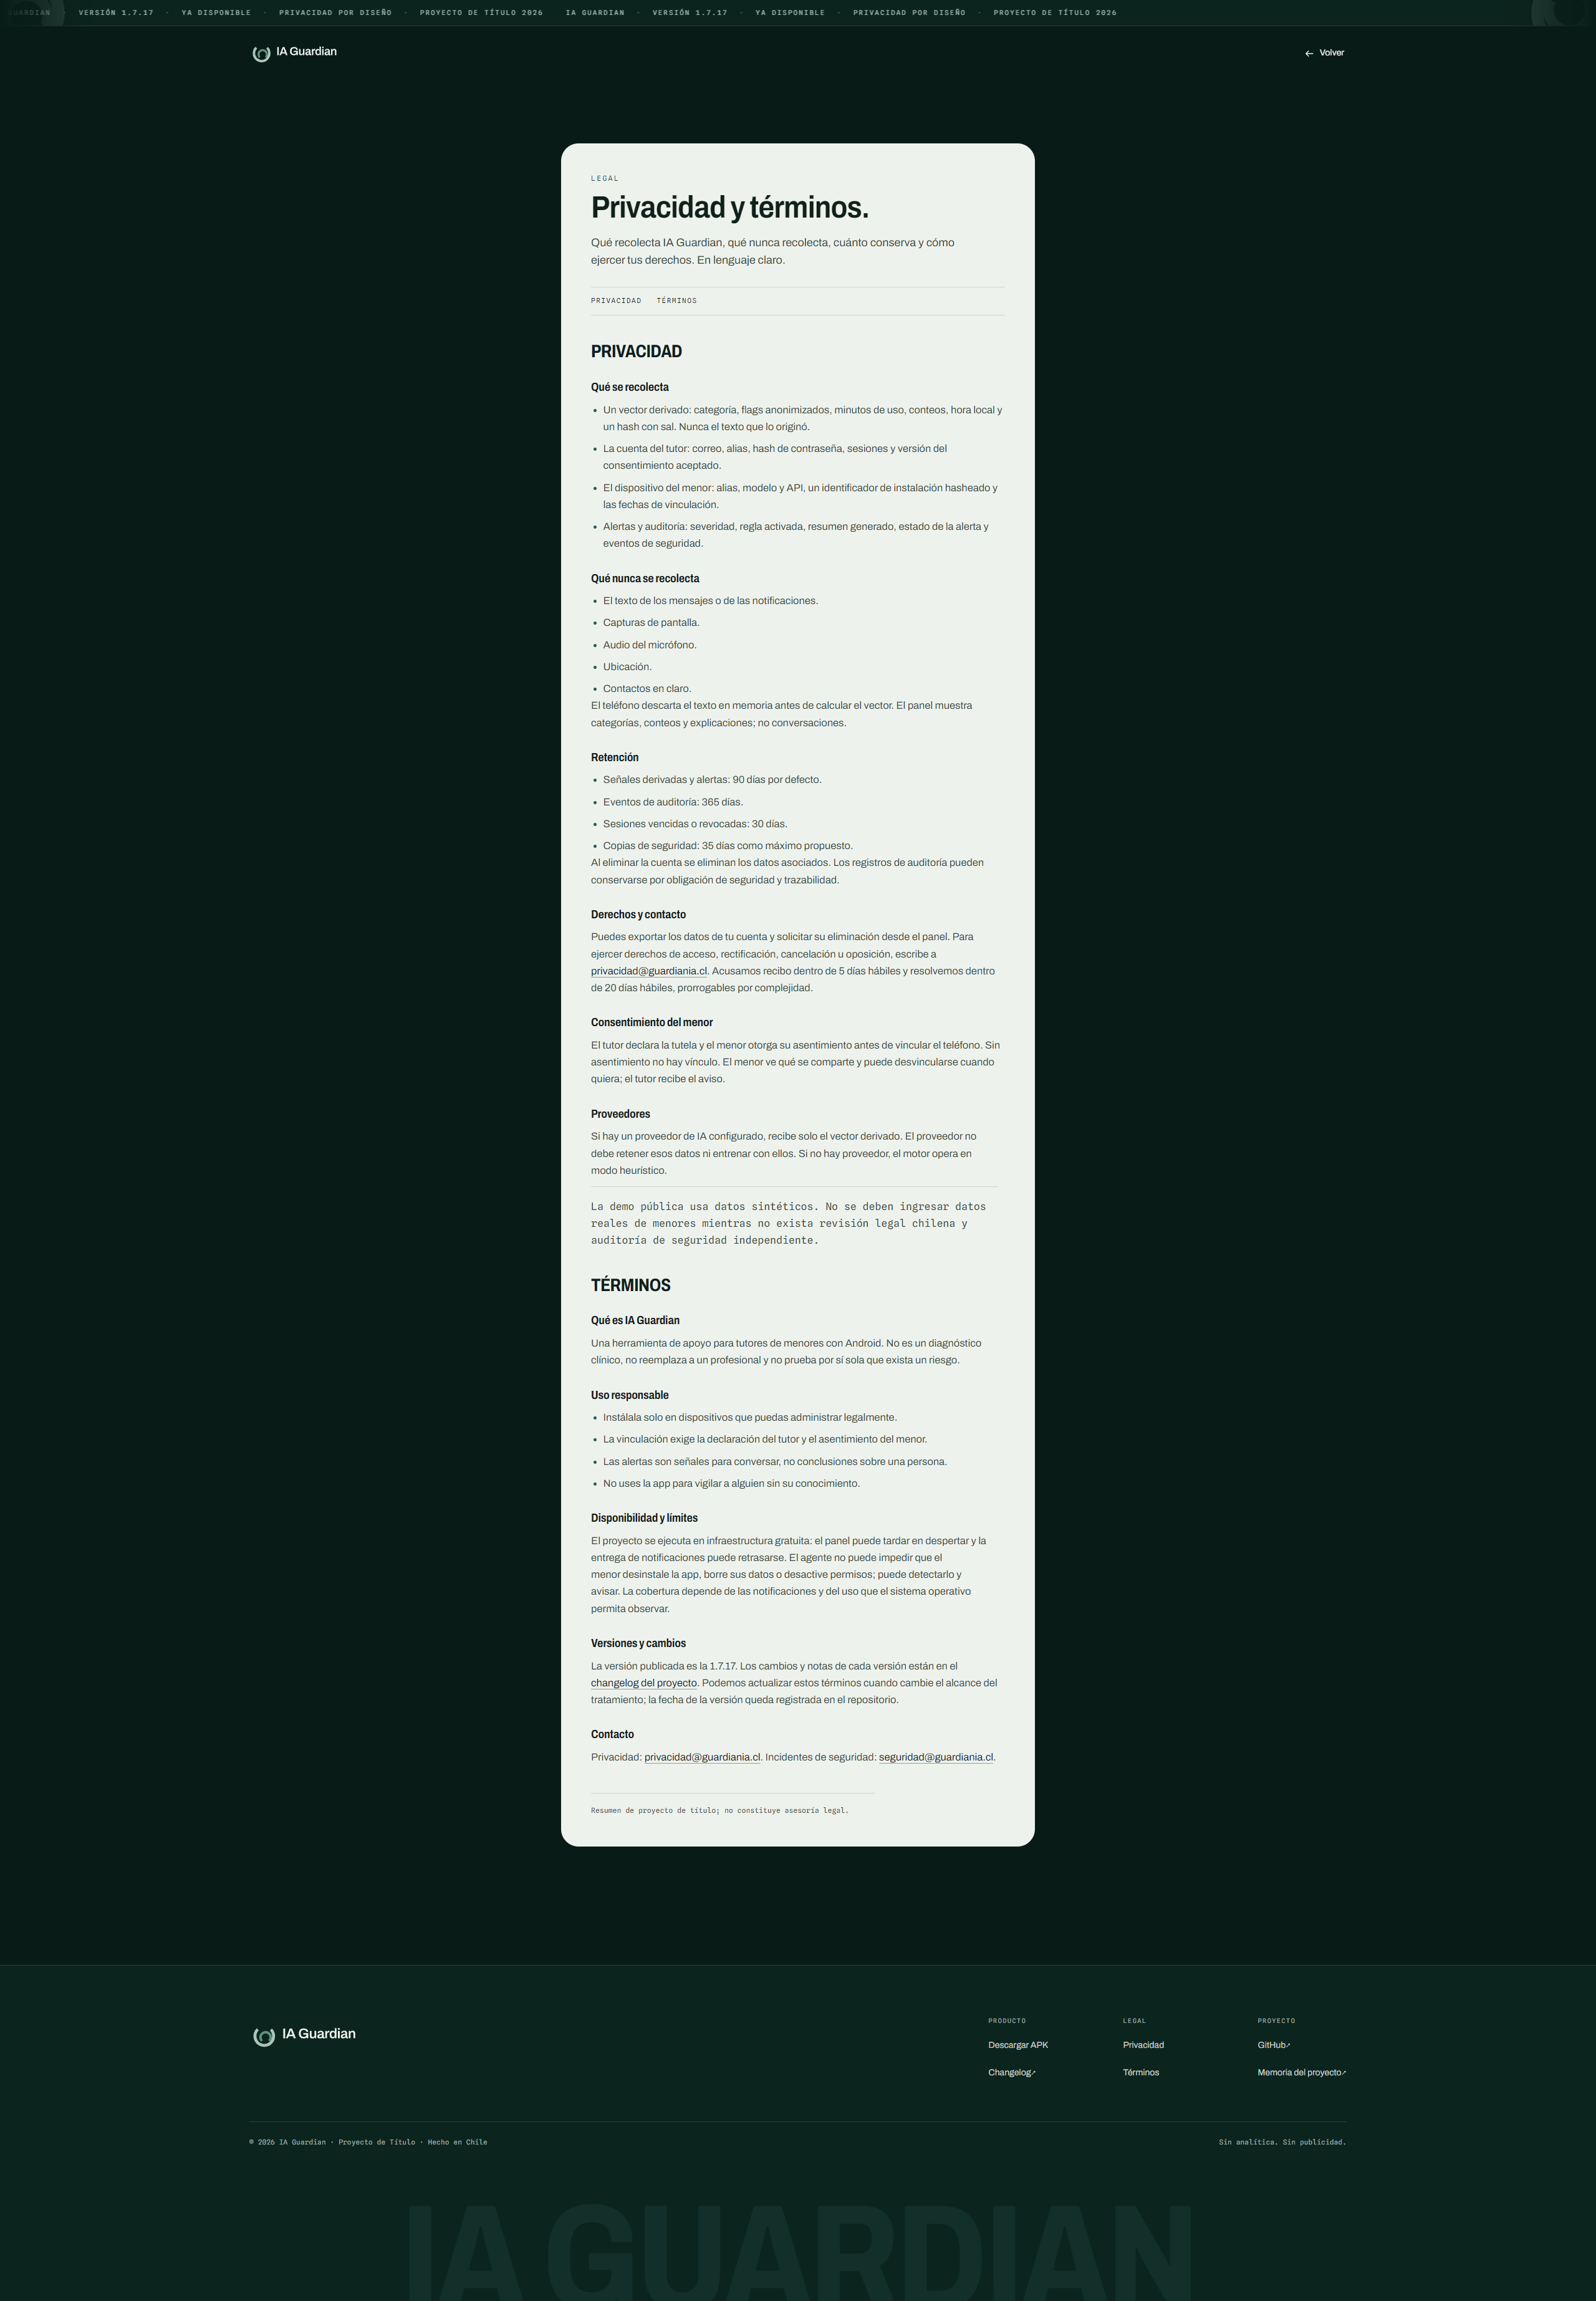 GUARDIAN · VERSIÓN 1.7.17 · YA DISPONIBLE · PRIVACIDAD POR DISEÑO · PROYECTO DE TÍTULO 2026 IA GUARDIAN · VERSIÓN 1.7.17 · YA DISPONIBLE · PRIVACIDAD POR DISEÑO · PROYECTO DE TÍTULO 2026
IA Guardian
← Volver
LEGAL
Privacidad y términos.
Qué recolecta IA Guardian, qué nunca recolecta, cuánto conserva y cómo
ejercer tus derechos. En lenguaje claro.
PRIVACIDAD TÉRMINOS
PRIVACIDAD
Qué se recolecta
• Un vector derivado: categoría, flags anonimizados, minutos de uso, conteos, hora local y
un hash con sal. Nunca el texto que lo originó.
• La cuenta del tutor: correo, alias, hash de contraseña, sesiones y versión del
consentimiento aceptado.
• El dispositivo del menor: alias, modelo y API, un identificador de instalación hasheado y
las fechas de vinculación.
• Alertas y auditoría: severidad, regla activada, resumen generado, estado de la alerta y
eventos de seguridad.
Qué nunca se recolecta
• El texto de los mensajes o de las notificaciones.
• Capturas de pantalla.
• Audio del micrófono.
• Ubicación.
• Contactos en claro.
El teléfono descarta el texto en memoria antes de calcular el vector. El panel muestra
categorías, conteos y explicaciones; no conversaciones.
Retención
• Señales derivadas y alertas: 90 días por defecto.
• Eventos de auditoría: 365 días.
• Sesiones vencidas o revocadas: 30 días.
• Copias de seguridad: 35 días como máximo propuesto.
Al eliminar la cuenta se eliminan los datos asociados. Los registros de auditoría pueden
conservarse por obligación de seguridad y trazabilidad.
Derechos y contacto
Puedes exportar los datos de tu cuenta y solicitar su eliminación desde el panel. Para
ejercer derechos de acceso, rectificación, cancelación u oposición, escribe a
privacidad@guardiania.cl. Acusamos recibo dentro de 5 días hábiles y resolvemos dentro
de 20 días hábiles, prorrogables por complejidad.
Consentimiento del menor
El tutor declara la tutela y el menor otorga su asentimiento antes de vincular el teléfono. Sin
asentimiento no hay vínculo. El menor ve qué se comparte y puede desvincularse cuando
quiera; el tutor recibe el aviso.
Proveedores
Si hay un proveedor de IA configurado, recibe solo el vector derivado. El proveedor no
debe retener esos datos ni entrenar con ellos. Si no hay proveedor, el motor opera en
modo heurístico.
La demo pública usa datos sintéticos. No se deben ingresar datos
reales de menores mientras no exista revisión legal chilena y
auditoría de seguridad independiente.
TÉRMINOS
Qué es IA Guardian
Una herramienta de apoyo para tutores de menores con Android. No es un diagnóstico
clínico, no reemplaza a un profesional y no prueba por sí sola que exista un riesgo.
Uso responsable
• Instálala solo en dispositivos que puedas administrar legalmente.
• La vinculación exige la declaración del tutor y el asentimiento del menor.
• Las alertas son señales para conversar, no conclusiones sobre una persona.
• No uses la app para vigilar a alguien sin su conocimiento.
Disponibilidad y límites
El proyecto se ejecuta en infraestructura gratuita: el panel puede tardar en despertar y la
entrega de notificaciones puede retrasarse. El agente no puede impedir que el
menor desinstale la app, borre sus datos o desactive permisos; puede detectarlo y
avisar. La cobertura depende de las notificaciones y del uso que el sistema operativo
permita observar.
Versiones y cambios
La versión publicada es la 1.7.17. Los cambios y notas de cada versión están en el
changelog del proyecto. Podemos actualizar estos términos cuando cambie el alcance del
tratamiento; la fecha de la versión queda registrada en el repositorio.
Contacto
Privacidad: privacidad@guardiania.cl. Incidentes de seguridad: seguridad@guardiania.cl.
Resumen de proyecto de título; no constituye asesoría legal.
IA Guardian
PRODUCTO
Descargar APK
Changelog↗
LEGAL
Privacidad
Términos
PROYECTO
GitHub↗
Memoria del proyecto↗
© 2026 IA Guardian · Proyecto de Título · Hecho en Chile
Sin analítica. Sin publicidad.
IA GUARDIAN